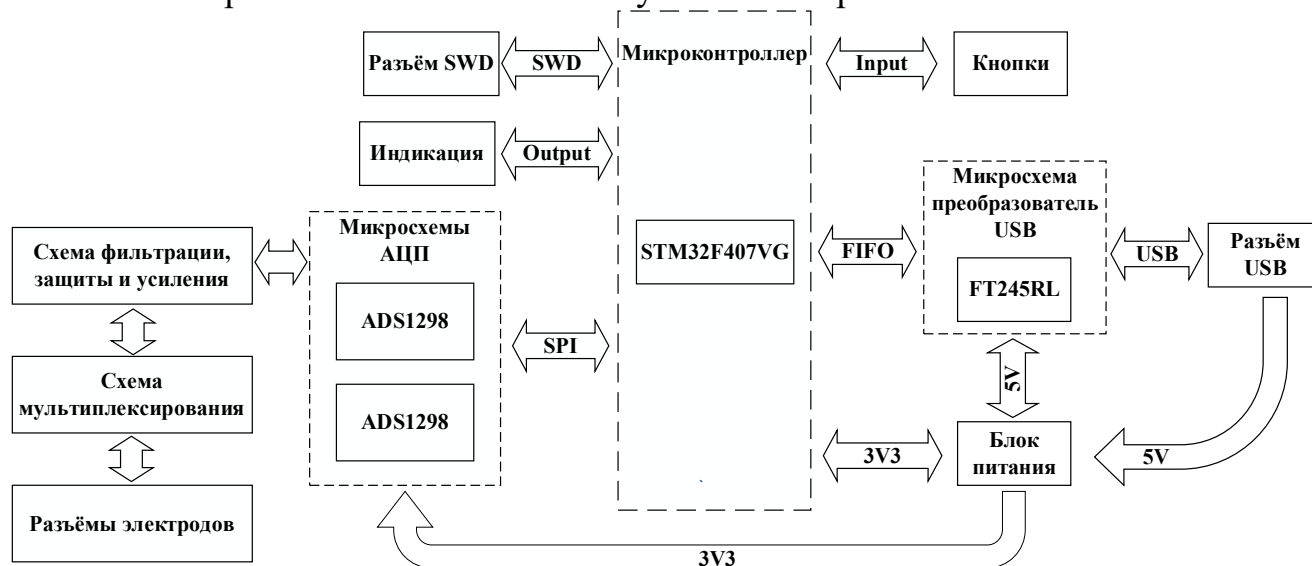 Разъём SWD
SWD
Микроконтроллер
Input
Кнопки
Индикация
Output
Микросхема
преобразователь
USB
Микросхемы
АЦП
Схема фильтрации,
защиты и усиления
STM32F407VG
FIFO
USB
Разъём
USB
FT245RL
ADS1298
SPI
Схема
мультиплексирования
5V
ADS1298
3V3
Блок
питания
5V
Разъёмы электродов
3V3